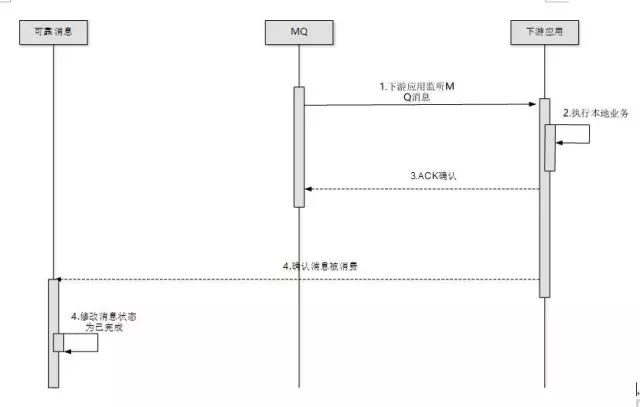 可靠消息
MQ
下游应用
1.下游应用监听M
Q消息
2.执行本地业务
3.ACK确认
4,确认消息被消费
4.修改消息状态
为已完成